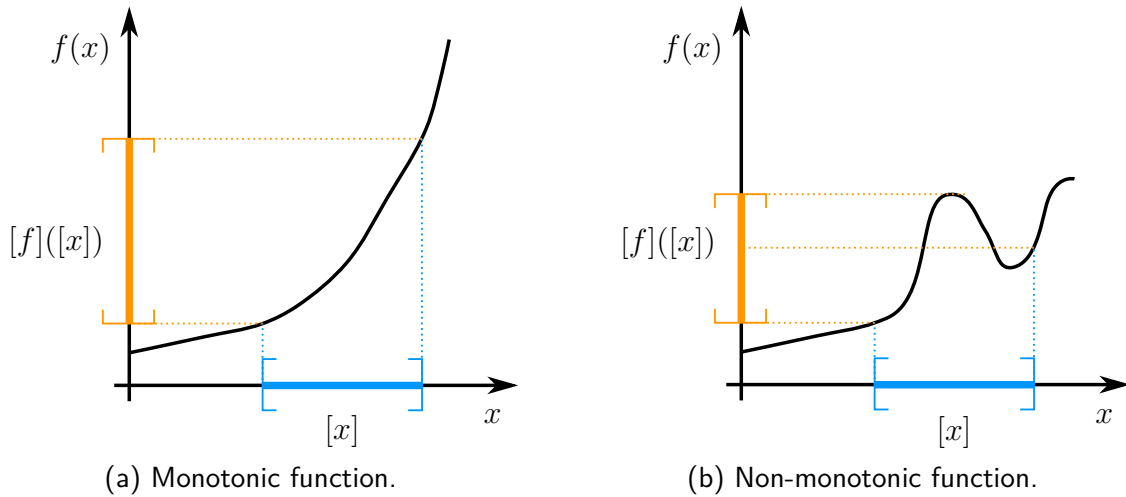 f(x)
[f]([x])
[x]
x
(a) Monotonic function.
f(x)
[f]([x])
[x]
x
(b) Non-monotonic function.